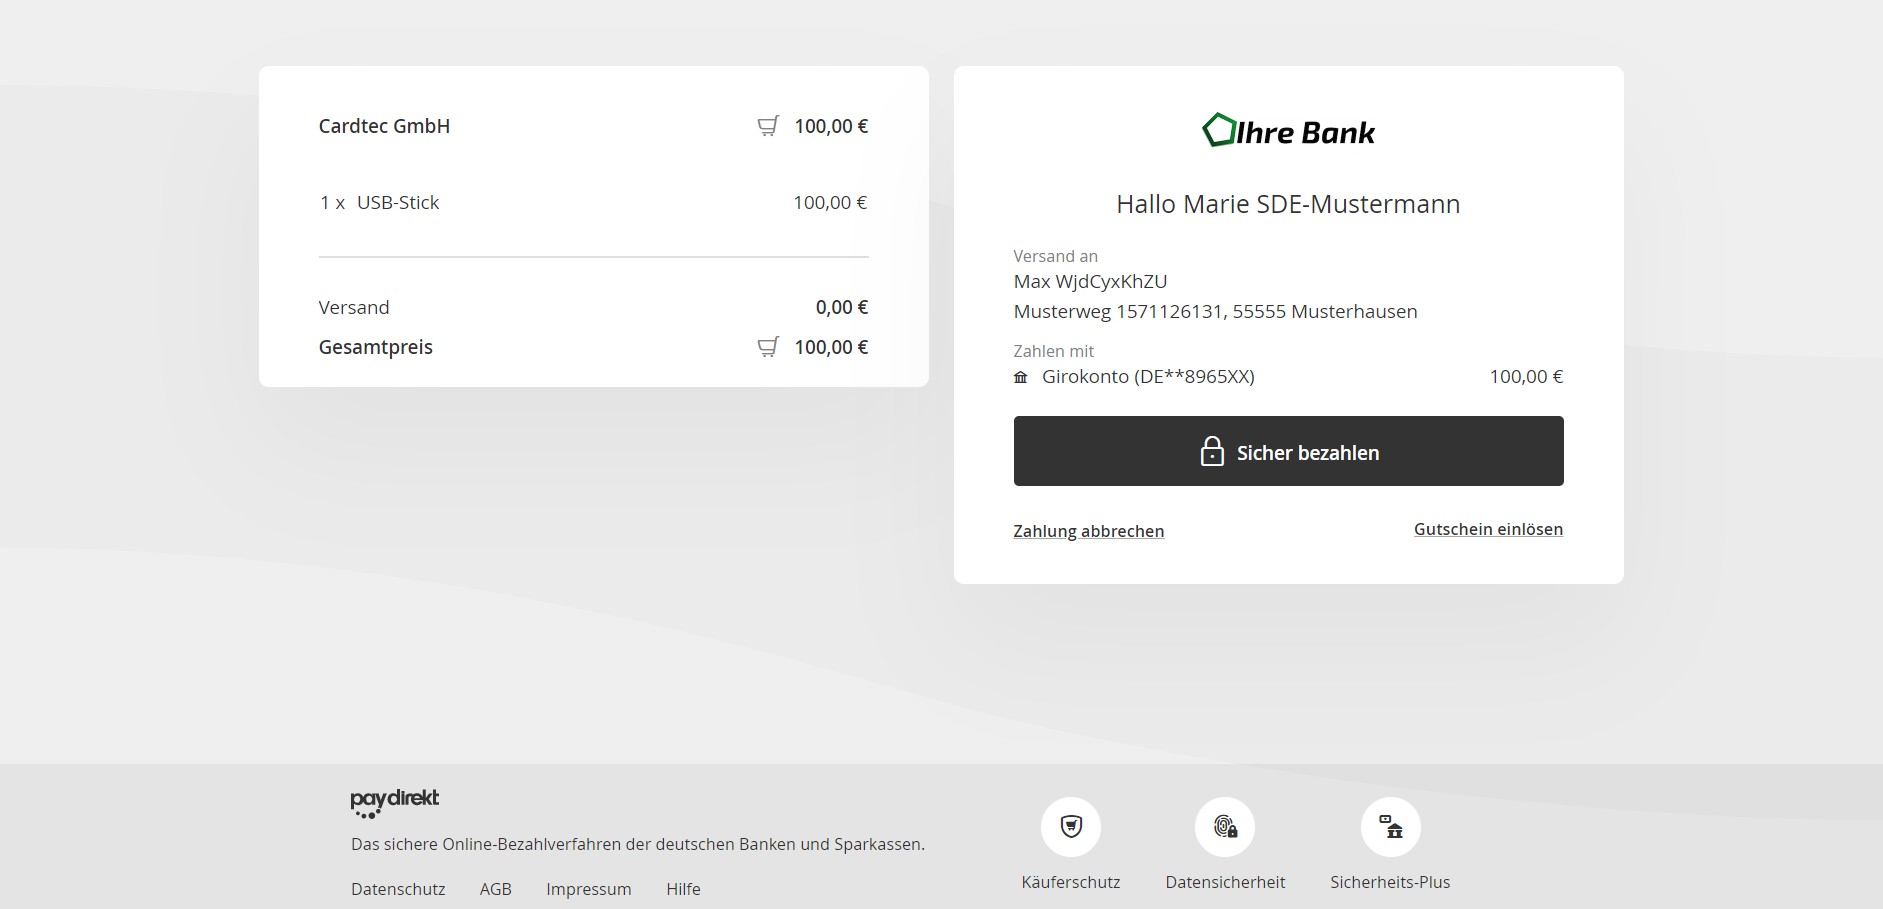 Cardtec GmbH 100,00 €
1 x USB-Stick 100,00 €
Versand 0,00 €
Gesamtpreis 100,00 €
Ihre Bank
Hallo Marie SDE-Mustermann
Versand an
Max WjdCyxKhZU
Musterweg 1571126131, 55555 Musterhausen
Zahlen mit
Girokonto (DE**8965XX) 100,00 €
Sicher bezahlen
Zahlung abbrechen Gutschein einlösen
paydirekt
Das sichere Online-Bezahlverfahren der deutschen Banken und Sparkassen.
Datenschutz AGB Impressum Hilfe
Käuferschutz Datensicherheit Sicherheits-Plus